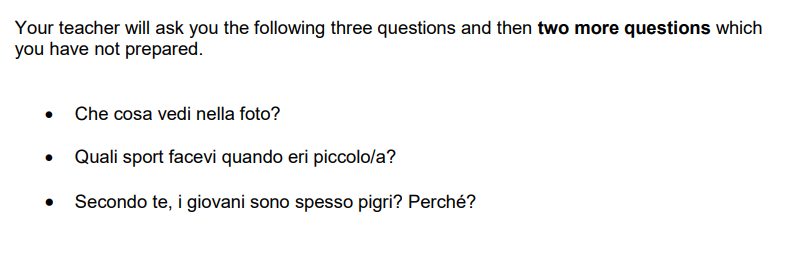 Your teacher will ask you the following three questions and then two more questions which
you have not prepared.
• Che cosa vedi nella foto?
• Quali sport facevi quando eri piccolo/a?
• Secondo te, i giovani sono spesso pigri? Perché?